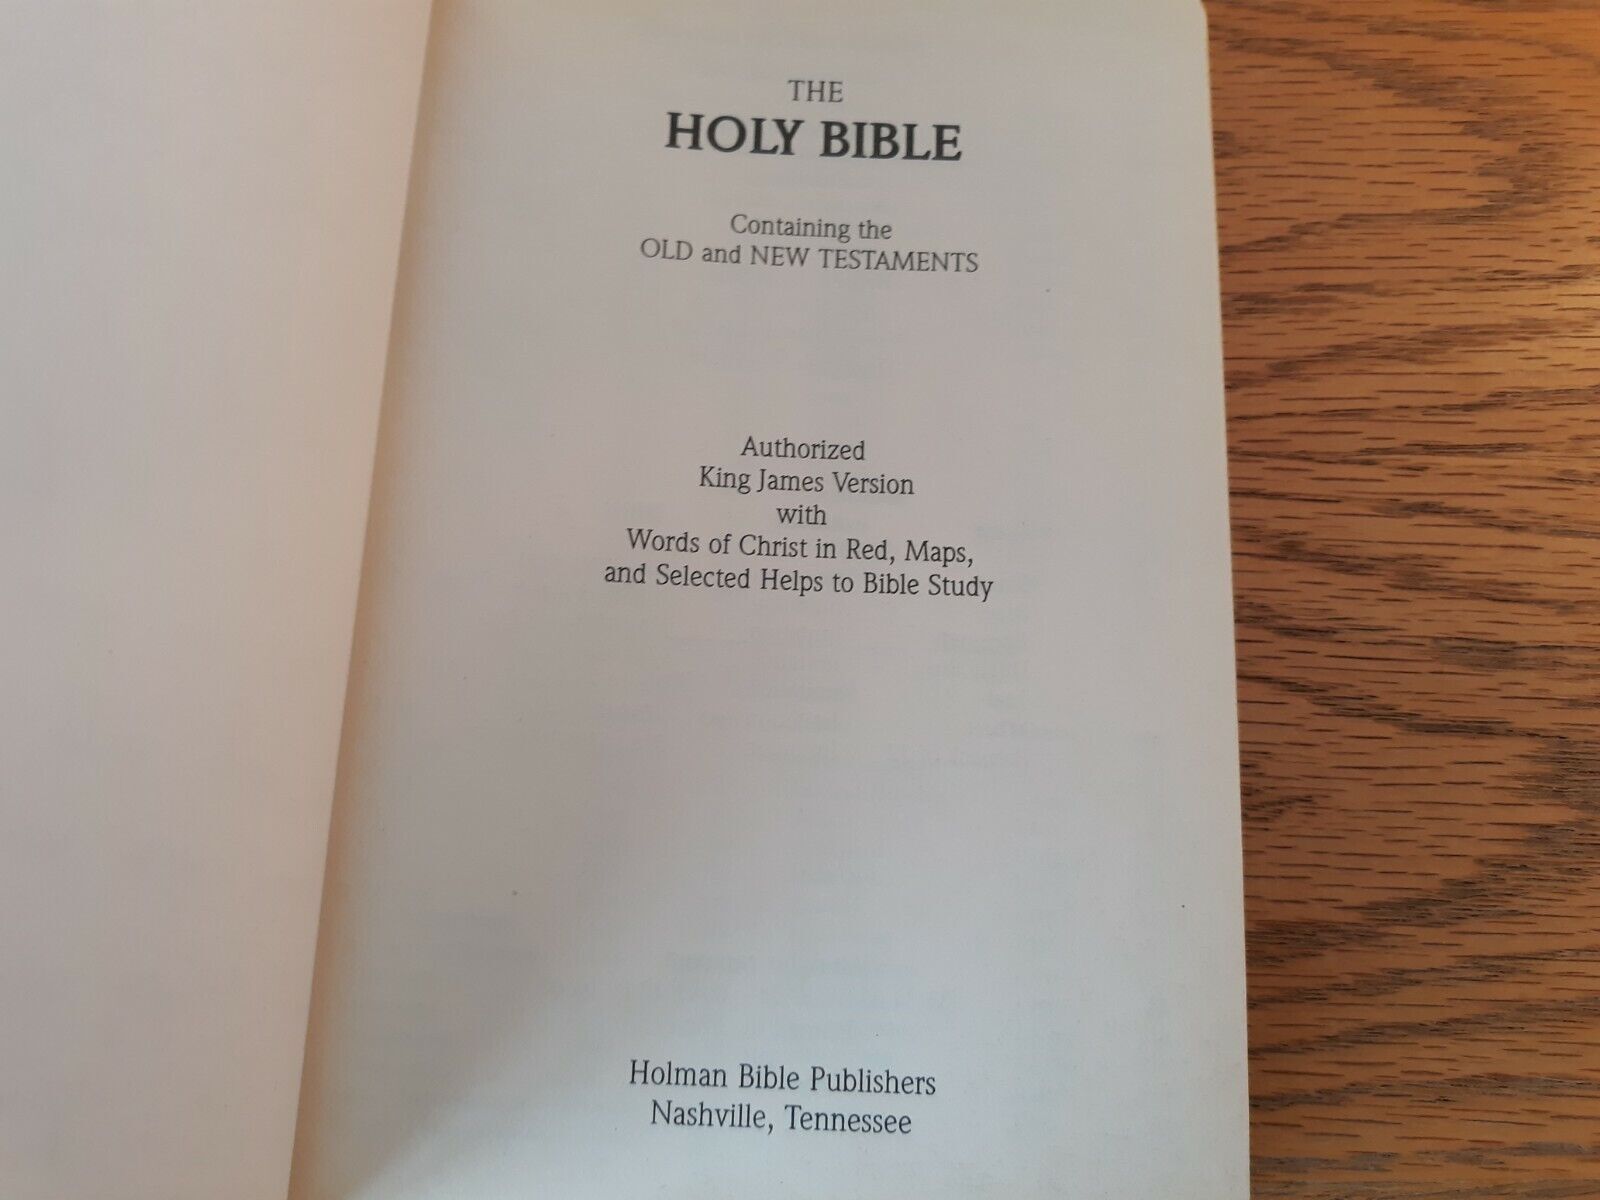 THE
HOLY BIBLE
Containing the
OLD and NEW TESTAMENTS
Authorized
King James Version
with
Words of Christ in Red, Maps,
and Selected Helps to Bible Study
Holman Bible Publishers
Nashville, Tennessee